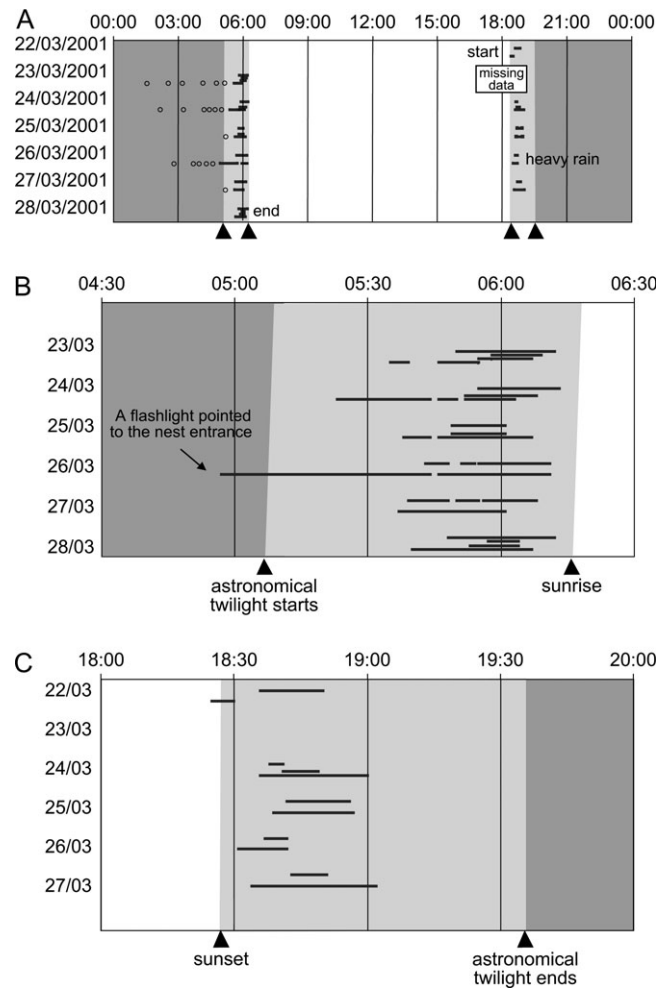 A
00:00 03:00 06:00 09:00 12:00 15:00 18:00 21:00 00:00
22/03/2001
start
23/03/2001
missing
data
24/03/2001
25/03/2001
26/03/2001
heavy rain
27/03/2001
28/03/2001
end
B
04:30 05:00 05:30 06:00 06:30
23/03
24/03
A flashlight pointed
to the nest entrance
25/03
26/03
27/03
28/03
astronomical
twilight starts
sunrise
C
18:00 18:30 19:00 19:30 20:00
22/03
23/03
24/03
25/03
26/03
27/03
sunset
astronomical
twilight ends